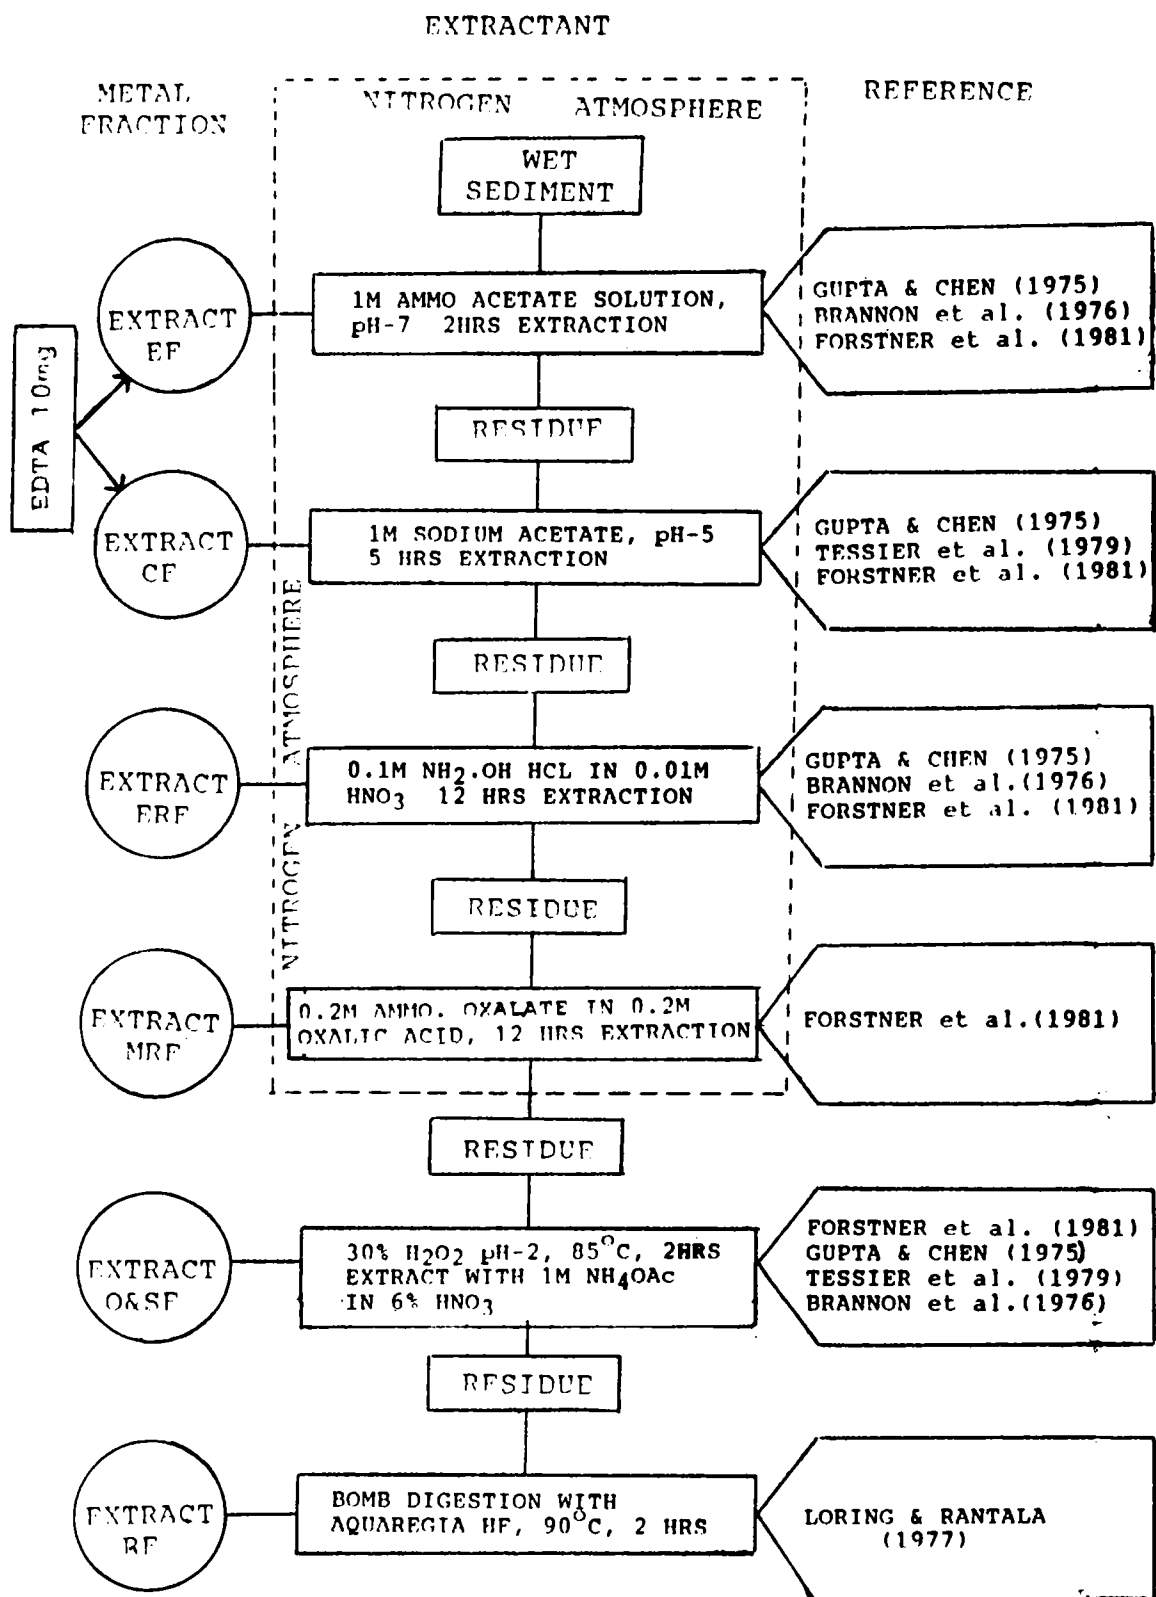 EXTRACTANT
METAL
FRACTION
NITROGEN ATMOSPHERE
REFERENCE
WET
SEDIMENT
EXTRACT
EF
1M AMMO ACETATE SOLUTION,
pH-7 2HRS EXTRACTION
GUPTA & CHEN (1975)
BRANNON et al. (1976)
FORSTNER et al. (1981)
EDTA 10mg
RESIDUE
EXTRACT
CF
1M SODIUM ACETATE, pH-5
5 HRS EXTRACTION
GUPTA & CHEN (1975)
TESSIER et al. (1979)
FORSTNER et al. (1981)
NITROGEN ATMOSPHERE
RESIDUE
EXTRACT
ERF
0.1M NH₂.OH HCL IN 0.01M
HNO₃ 12 HRS EXTRACTION
GUPTA & CHEN (1975)
BRANNON et al.(1976)
FORSTNER et al. (1981)
RESIDUE
EXTRACT
MRF
0.2M AMMO. OXALATE IN 0.2M
OXALIC ACID, 12 HRS EXTRACTION
FORSTNER et al.(1981)
RESIDUE
EXTRACT
O&SF
30% H₂O₂ pH-2, 85°C, 2HRS
EXTRACT WITH 1M NH₄OAc
IN 6% HNO₃
FORSTNER et al. (1981)
GUPTA & CHEN (1975)
TESSIER et al. (1979)
BRANNON et al.(1976)
RESIDUE
EXTRACT
RF
BOMB DIGESTION WITH
AQUAREGIA HF, 90°C, 2 HRS
LORING & RANTALA
(1977)